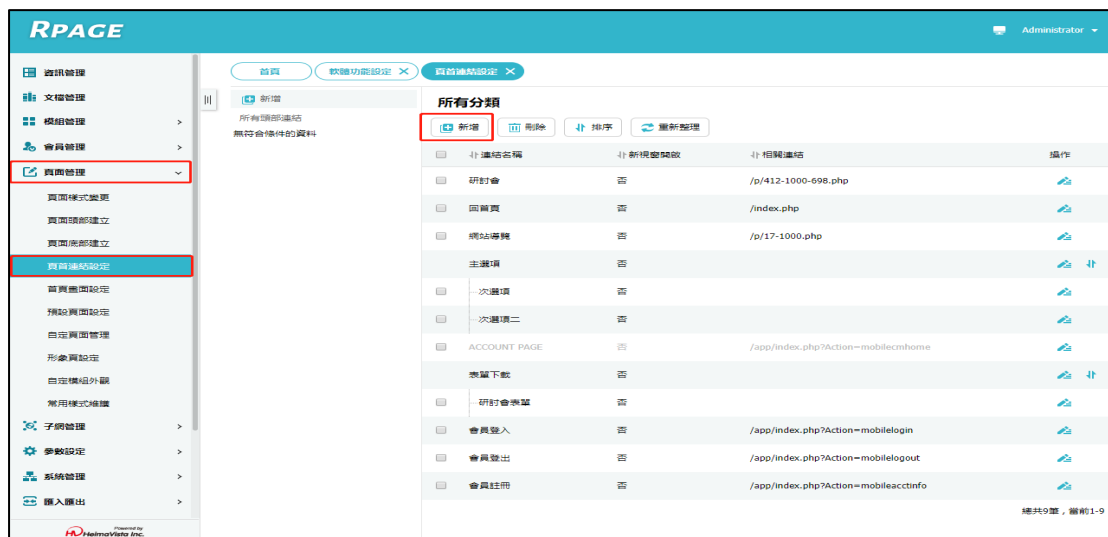 RPAGE
Administrator
資訊管理
文檔管理
模組管理
會員管理
頁面管理
頁面樣式變更
頁面頭部建立
頁面底部建立
頁首連結設定
首頁畫面設定
預設頁面設定
自定頁面管理
形象頁設定
自定模組外觀
常用樣式維護
子網管理
參數設定
系統管理
匯入匯出
Powered by
HeimaVista Inc.
首頁 軟體功能設定 頁首連結設定
新增
所有頭部連結
無符合條件的資料
所有分類
新增 刪除 排序 重新整理
連結名稱 新視窗開啟 相關連結 操作
研討會 否 /p/412-1000-698.php
回首頁 否 /index.php
網站導覽 否 /p/17-1000.php
主選項 否
次選項 否
次選項二 否
ACCOUNT PAGE 否 /app/index.php?Action=mobilecmhome
表單下載 否
研討會表單 否
會員登入 否 /app/index.php?Action=mobilelogin
會員登出 否 /app/index.php?Action=mobilelogout
會員註冊 否 /app/index.php?Action=mobileacctinfo
總共9筆，當前1-9